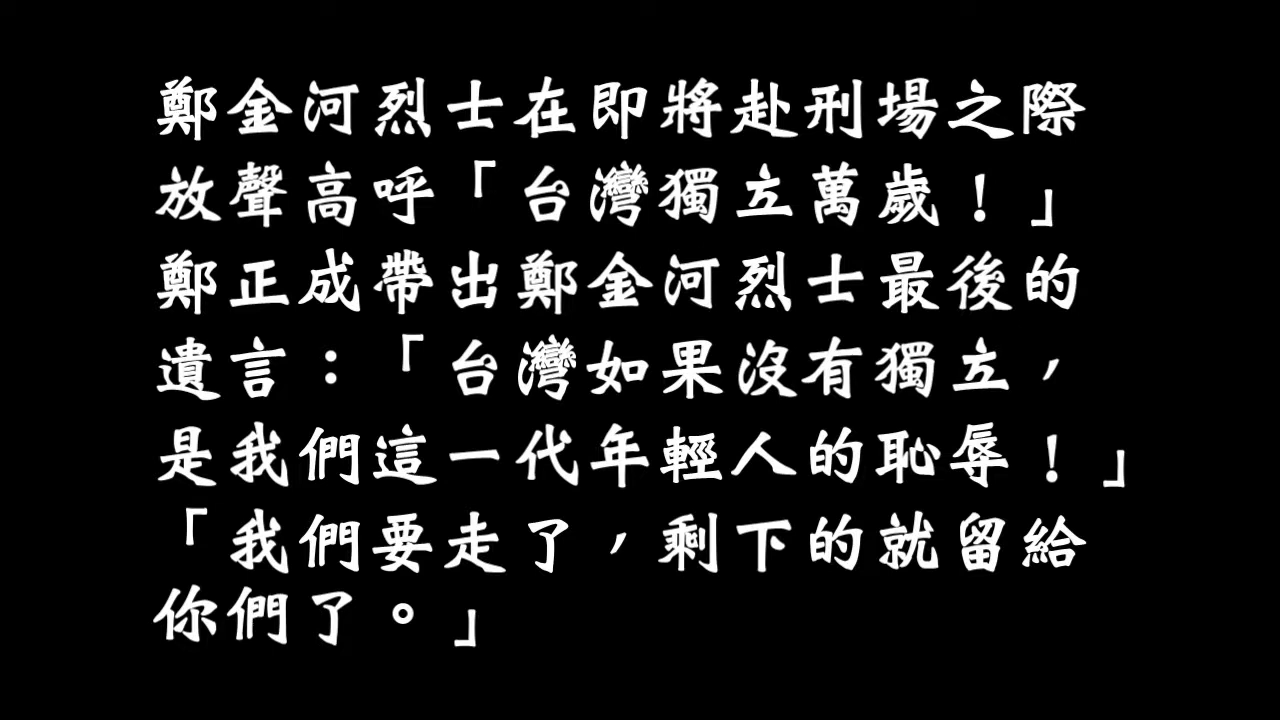 鄭金河烈士在即將赴刑場之際
放聲高呼「台灣獨立萬歲！」
鄭正成帶出鄭金河烈士最後的
遺言：「台灣如果沒有獨立，
是我們這一代年輕人的恥辱！」
「我們要走了，剩下的就留給
你們了。」